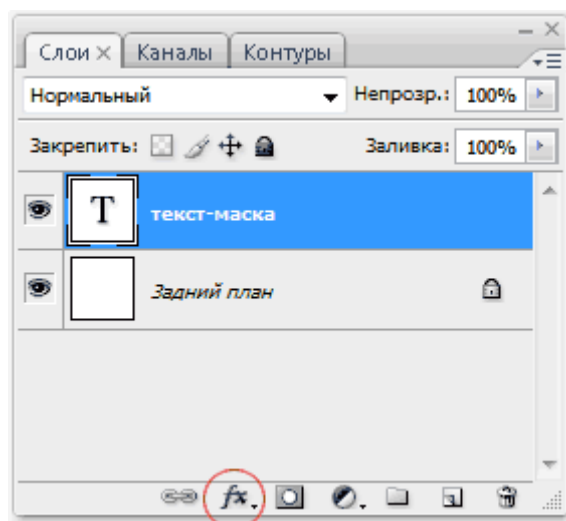 Слои × Каналы Контуры
Нормальный Непрозр.: 100%
Закрепить: Заливка: 100%
T текст-маска
Задний план
fx.